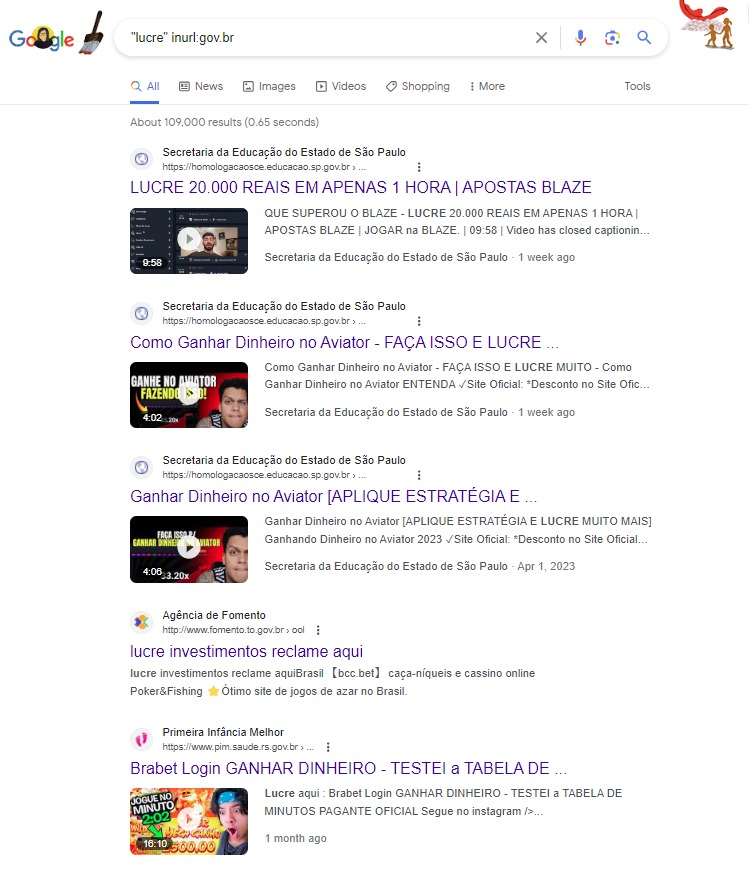 Google
"lucre" inurl:gov.br
All
News
Images
Videos
Shopping
More
Tools
About 109,000 results (0.65 seconds)
Secretaria da Educação do Estado de São Paulo
https://homologacaosce.educacao.sp.gov.br › ...
LUCRE 20.000 REAIS EM APENAS 1 HORA | APOSTAS BLAZE
9:58
QUE SUPEROU O BLAZE - LUCRE 20.000 REAIS EM APENAS 1 HORA |
APOSTAS BLAZE | JOGAR na BLAZE. | 09:58 | Video has closed captionin...
Secretaria da Educação do Estado de São Paulo · 1 week ago
Secretaria da Educação do Estado de São Paulo
https://homologacaosce.educacao.sp.gov.br › ...
Como Ganhar Dinheiro no Aviator - FAÇA ISSO E LUCRE ...
GANHE NO AVIATOR
FAZENDO ISSO!
4:02
3.20x
Como Ganhar Dinheiro no Aviator - FAÇA ISSO E LUCRE MUITO - Como
Ganhar Dinheiro no Aviator ENTENDA ✓Site Oficial: *Desconto no Site Ofic...
Secretaria da Educação do Estado de São Paulo · 1 week ago
Secretaria da Educação do Estado de São Paulo
https://homologacaosce.educacao.sp.gov.br › ...
Ganhar Dinheiro no Aviator [APLIQUE ESTRATÉGIA E ...
FAÇA ISSO P/
GANHAR DINHEIRO NO AVIATOR
4:06
33.20x
Ganhar Dinheiro no Aviator [APLIQUE ESTRATÉGIA E LUCRE MUITO MAIS]
Ganhando Dinheiro no Aviator 2023 ✓Site Oficial: *Desconto no Site Oficial...
Secretaria da Educação do Estado de São Paulo · Apr 1, 2023
Agência de Fomento
http://www.fomento.to.gov.br › ool
lucre investimentos reclame aqui
lucre investimentos reclame aquiBrasil 【bcc.bet】 caça-níqueis e cassino online
Poker&Fishing ⭐Ótimo site de jogos de azar no Brasil.
Primeira Infância Melhor
https://www.pim.saude.rs.gov.br › ...
Brabet Login GANHAR DINHEIRO - TESTEI a TABELA DE ...
JOGUE NO
MINUTO
2:02
16:10
500,00
Lucre aqui : Brabet Login GANHAR DINHEIRO - TESTEI a TABELA DE
MINUTOS PAGANTE OFICIAL Segue no instagram />...
1 month ago